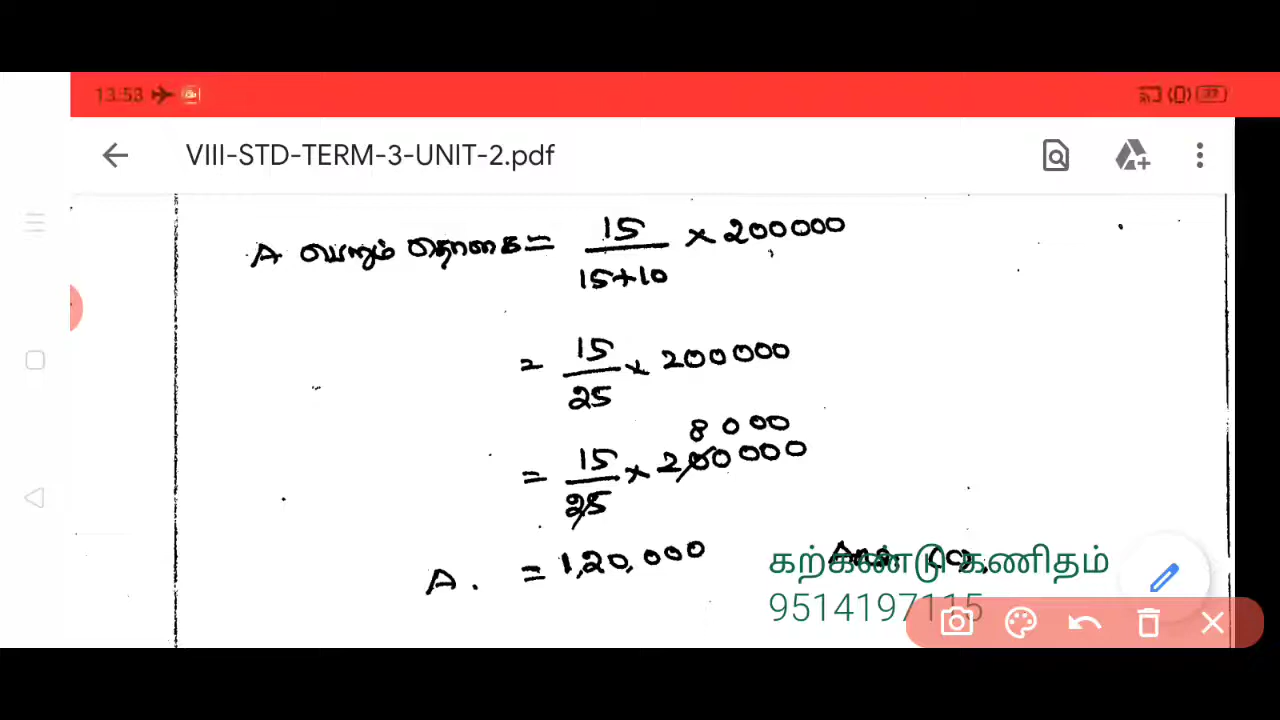 13:53
VIII-STD-TERM-3-UNIT-2.pdf
A பெறும் தொகை = 15 / 15+10 × 200000
= 15 / 25 × 200000
8000
= 15 / 25 × 200000
A. = 1,20,000
கற்கண்டு கணிதம்
9514197115